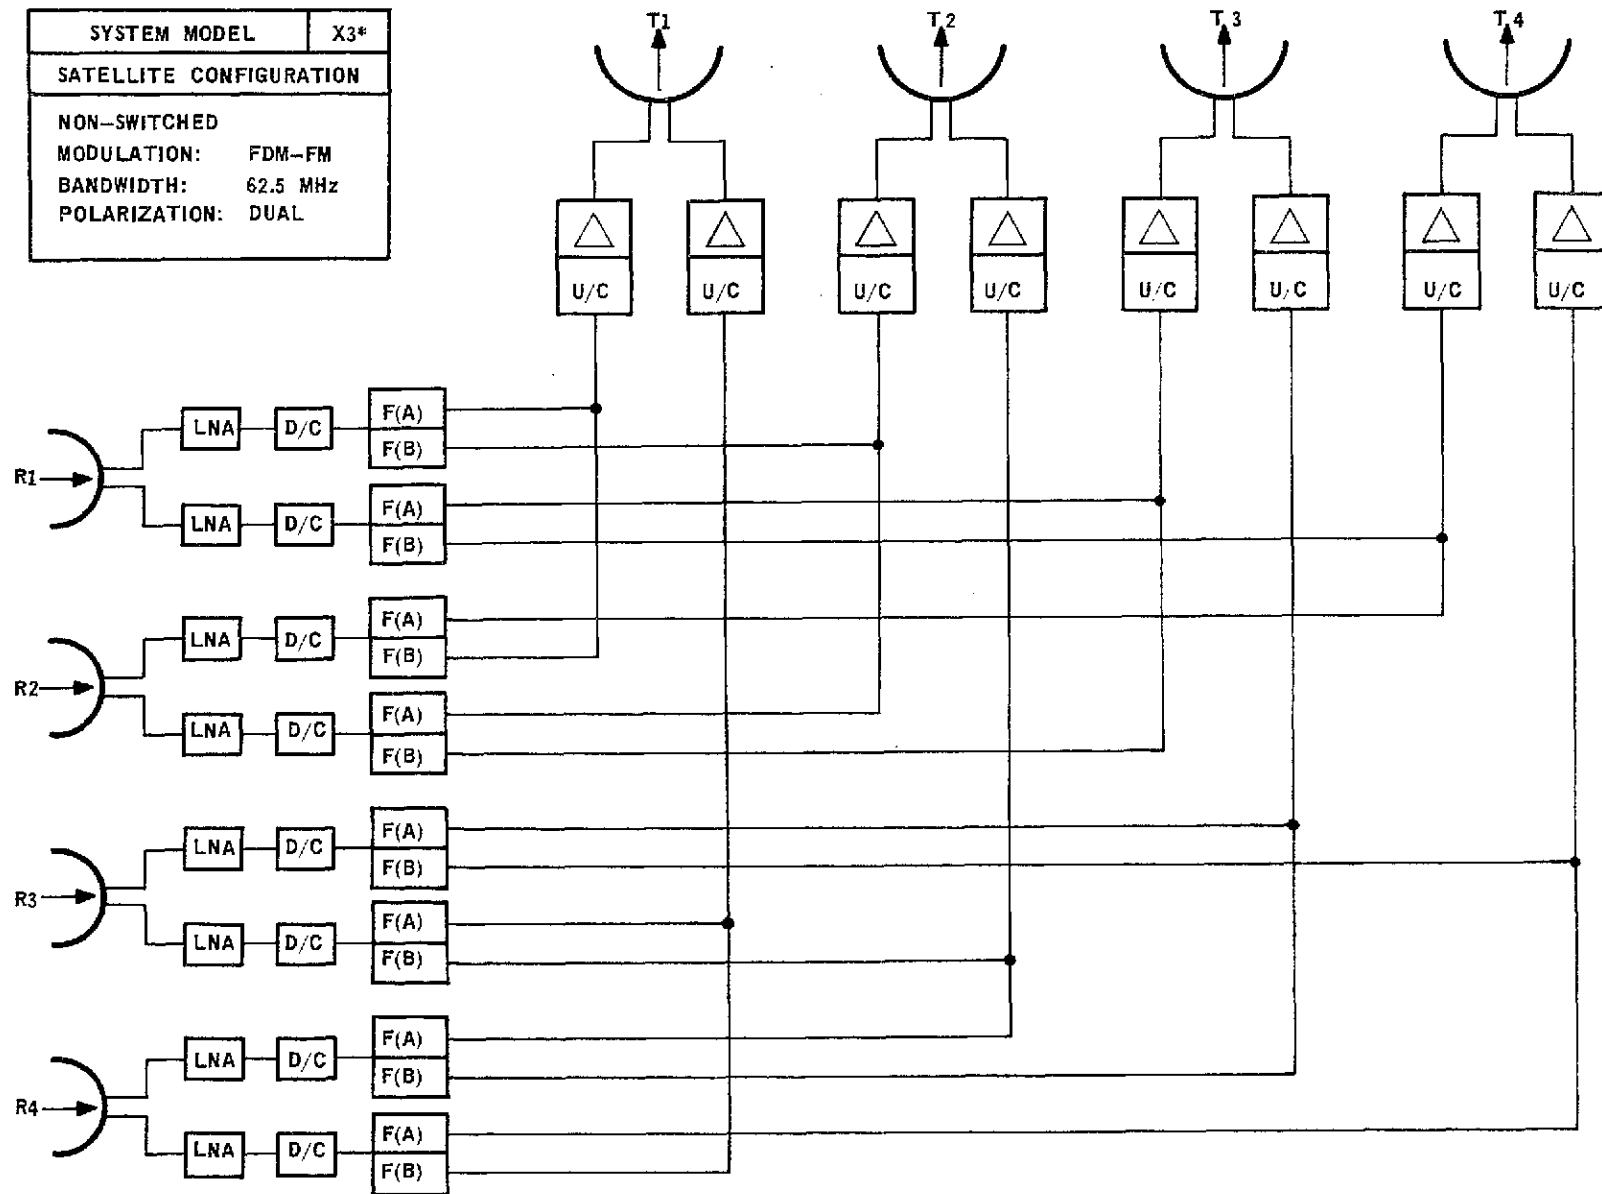 SYSTEM MODEL X3*
SATELLITE CONFIGURATION
NON-SWITCHED
MODULATION: FDM-FM
BANDWIDTH: 62.5 MHz
POLARIZATION: DUAL
T1 T2 T3 T4
U/C U/C U/C U/C U/C U/C U/C U/C
LNA D/C F(A)
F(B)
R1
LNA D/C F(A)
F(B)
LNA D/C F(A)
F(B)
R2
LNA D/C F(A)
F(B)
LNA D/C F(A)
F(B)
R3
LNA D/C F(A)
F(B)
LNA D/C F(A)
F(B)
R4
LNA D/C F(A)
F(B)